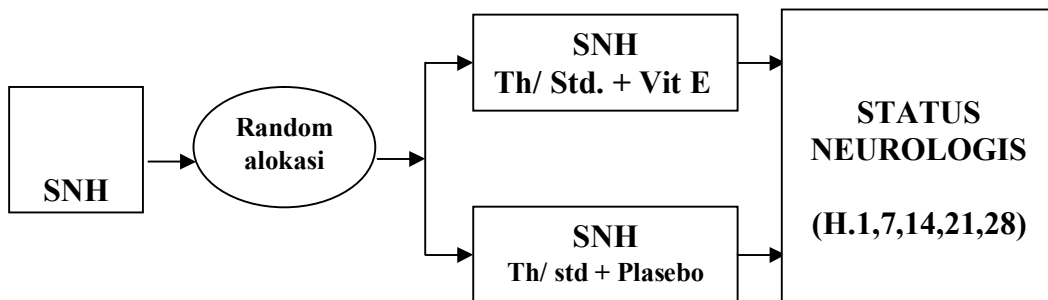 SNH
Random
alokasi
SNH
Th/ Std. + Vit E
SNH
Th/ std + Plasebo
STATUS
NEUROLOGIS
(H.1,7,14,21,28)